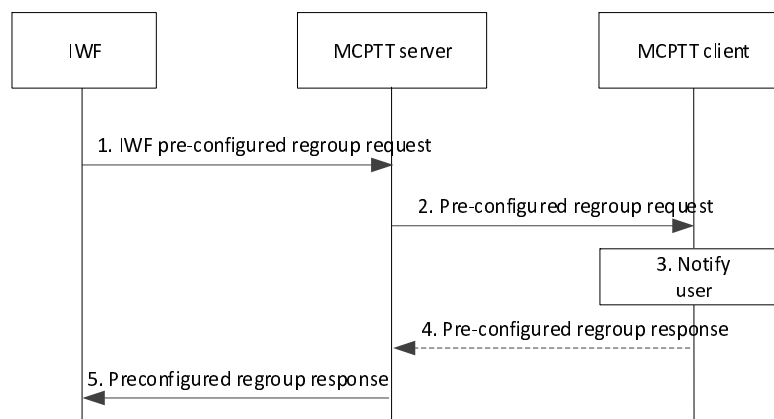 IWF
MCPTT server
MCPTT client
1. IWF pre-configured regroup request
2. Pre-configured regroup request
3. Notify
user
4. Pre-configured regroup response
5. Preconfigured regroup response